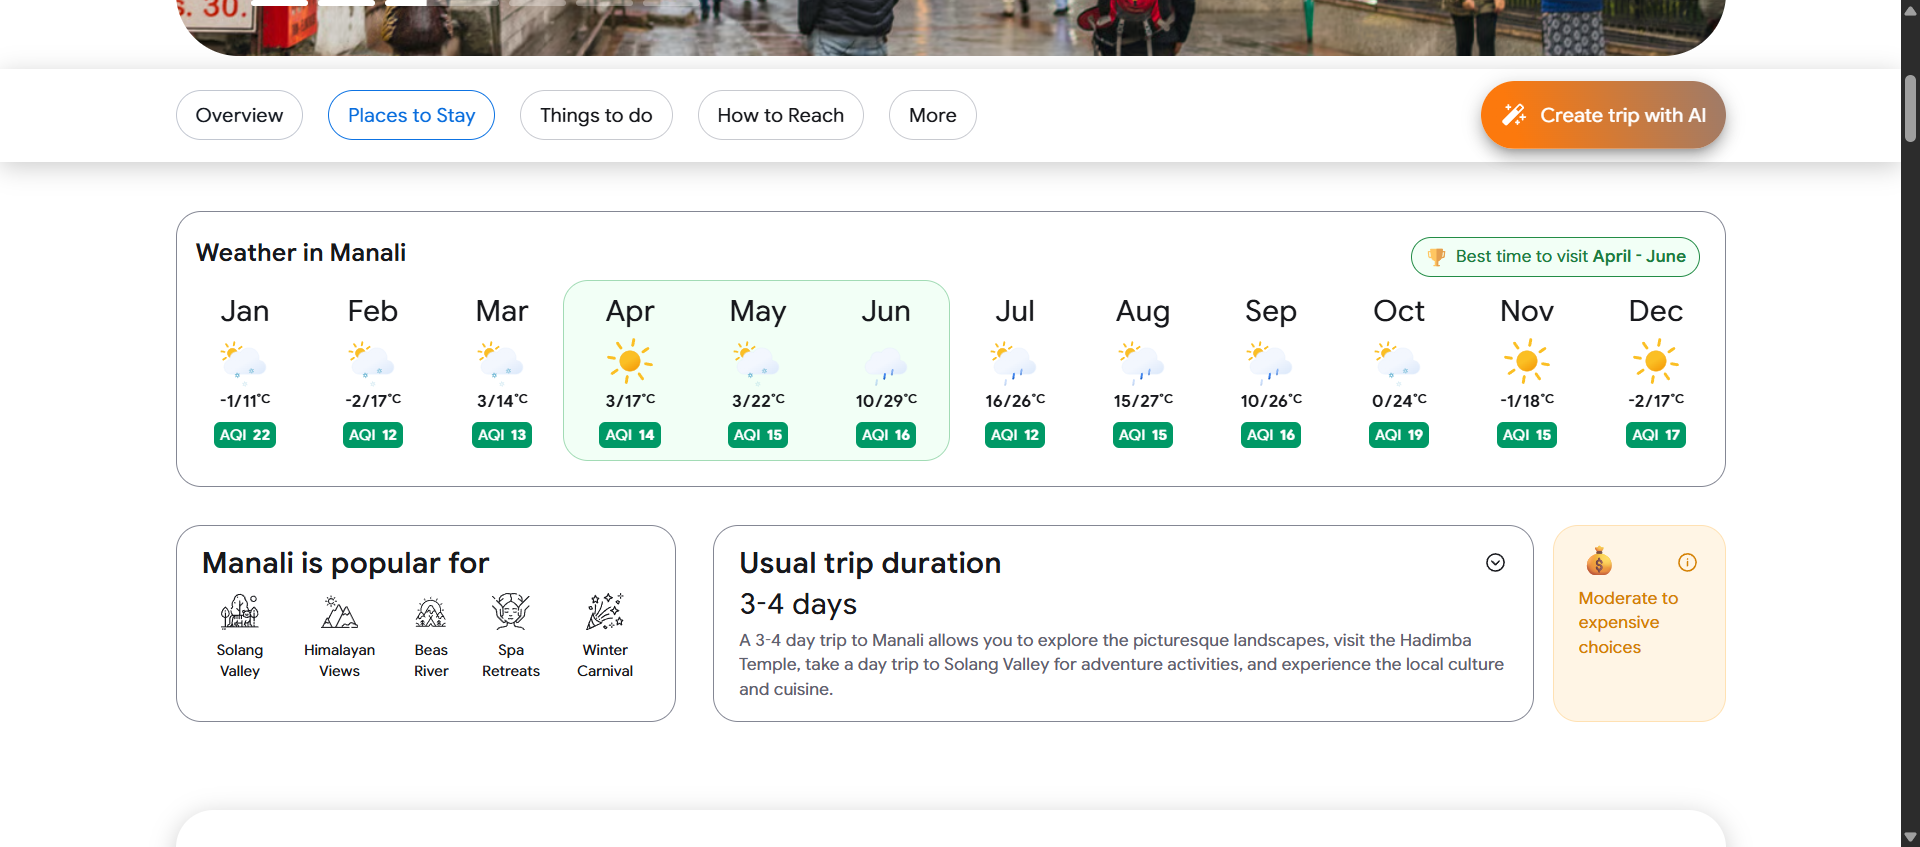 s. 30.
Overview
Places to Stay
Things to do
How to Reach
More
Create trip with AI
Weather in Manali
Best time to visit April - June
Jan Feb Mar Apr May Jun Jul Aug Sep Oct Nov Dec
-1/11°C -2/17°C 3/14°C 3/17°C 3/22°C 10/29°C 16/26°C 15/27°C 10/26°C 0/24°C -1/18°C -2/17°C
AQI 22 AQI 12 AQI 13 AQI 14 AQI 15 AQI 16 AQI 12 AQI 15 AQI 16 AQI 19 AQI 15 AQI 17
Manali is popular for
Solang
Valley
Himalayan
Views
Beas
River
Spa
Retreats
Winter
Carnival
Usual trip duration
3-4 days
A 3-4 day trip to Manali allows you to explore the picturesque landscapes, visit the Hadimba
Temple, take a day trip to Solang Valley for adventure activities, and experience the local culture
and cuisine.
Moderate to
expensive
choices